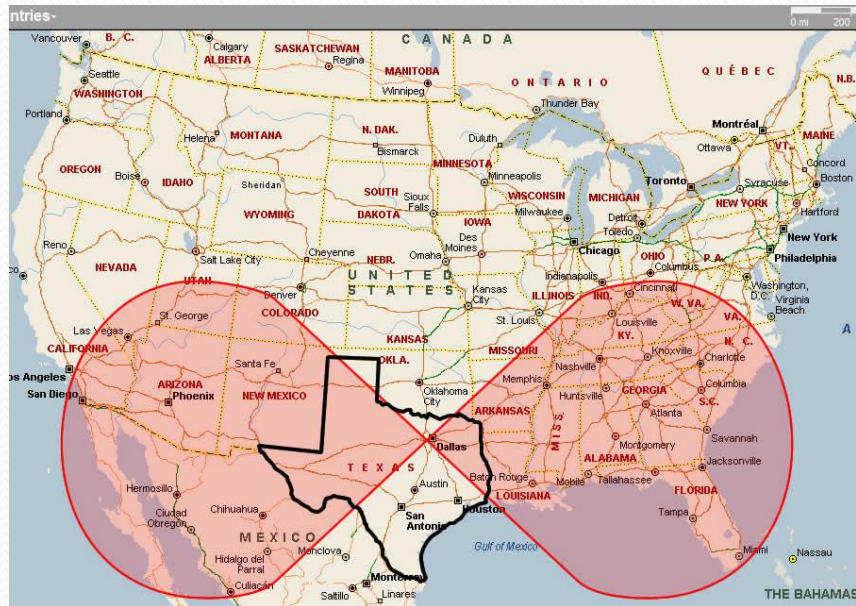 ntries-
0 mi 200
CANADA
B. C.
Vancouver
Calgary
ALBERTA
SASKATCHEWAN
Regina
MANITOBA
Winnipeg
ONTARIO
QUÉBEC
N.B.
Seattle
WASHINGTON
Thunder Bay
Portland
Helena
MONTANA
N. DAK.
Bismarck
Duluth
MINNESOTA
Montréal
Ottawa
VT.
MAINE
OREGON
Boise
IDAHO
Sheridan
SOUTH
DAKOTA
Minneapolis
WISCONSIN
MICHIGAN
Toronto
Syracuse
Concord
Boston
WYOMING
Sioux
Falls
IOWA
Milwaukee
Detroit
Toledo
NEW YORK
Hartford
Reno
Salt Lake City
Cheyenne
NEBR.
Omaha
Des
Moines
Chicago
OHIO
Columbus
P A.
New York
Philadelphia
NEVADA
UTAH
Denver
UNITED
STATES
Kansas
City
ILLINOIS
IND.
Indianapolis
Cincinnati
W. VA.
Washington,
D.C.
Virginia
Beach
St. George
COLORADO
St. Louis
Louisville
VA.
Las Vegas
KANSAS
MISSOURI
KY.
N. C.
A
CALIFORNIA
Santa Fe
OKLA.
Nashville
Knoxville
Charlotte
os Angeles
San Diego
ARIZONA
Phoenix
NEW MEXICO
Oklahoma
City
Memphis
Huntsville
GEORGIA
Columbia
S.C.
ARKANSAS
MISS
Atlanta
Dallas
ALABAMA
Montgomery
Savannah
TEXAS
Baton Rouge
Mobile
Tallahassee
Jacksonville
Hermosillo
Austin
LOUISIANA
FLORIDA
Ciudad
Obregón
Chihuahua
San
Antonio
Houston
Tampa
MEXICO
Hidalgo del
Parral
Monclova
Gulf of Mexico
Miami
Nassau
Culiacán
Monterrey
Saltillo
Linares
THE BAHAMAS